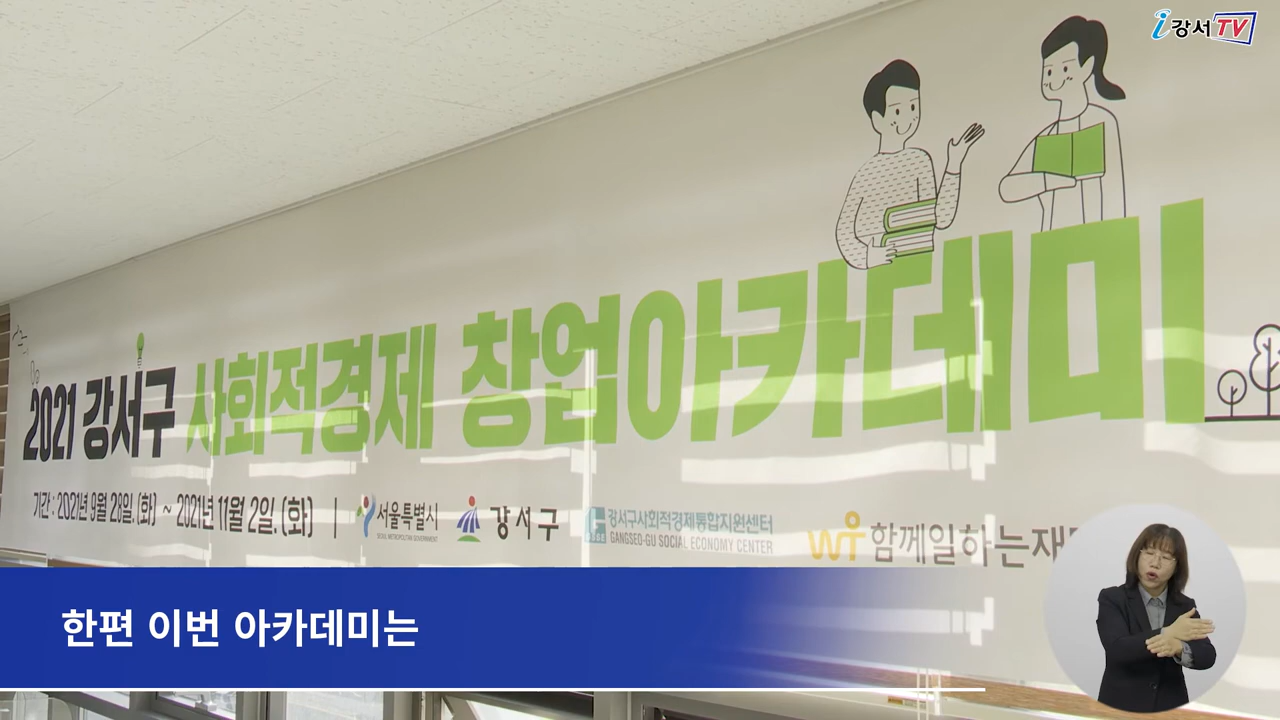 i강서TV
2021 강서구 사회적경제 창업아카데미
기간 : 2021년 9월 28일.(화) ~ 2021년 11월 2일.(화) | 서울특별시 강서구 강서구사회적경제통합지원센터 함께일하는재
SEOUL METROPOLITAN GOVERNMENT GANGSEO-GU SOCIAL ECONOMY CENTER
한편 이번 아카데미는